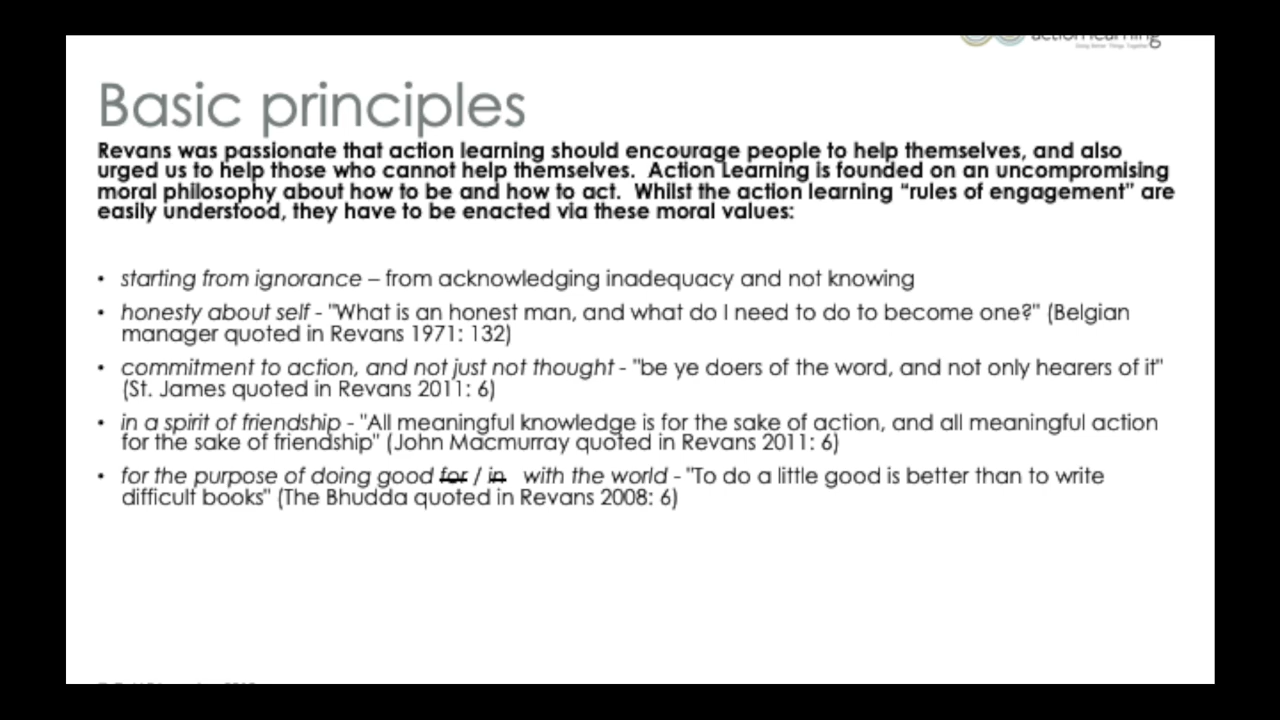 actionlearning
Doing Better Things Together
Basic principles
Revans was passionate that action learning should encourage people to help themselves, and also
urged us to help those who cannot help themselves.  Action Learning is founded on an uncompromising
moral philosophy about how to be and how to act.  Whilst the action learning “rules of engagement” are
easily understood, they have to be enacted via these moral values:
• starting from ignorance – from acknowledging inadequacy and not knowing
• honesty about self - "What is an honest man, and what do I need to do to become one?" (Belgian
manager quoted in Revans 1971: 132)
• commitment to action, and not just not thought - "be ye doers of the word, and not only hearers of it"
(St. James quoted in Revans 2011: 6)
• in a spirit of friendship - "All meaningful knowledge is for the sake of action, and all meaningful action
for the sake of friendship" (John Macmurray quoted in Revans 2011: 6)
• for the purpose of doing good for / in  with the world - "To do a little good is better than to write
difficult books" (The Bhudda quoted in Revans 2008: 6)